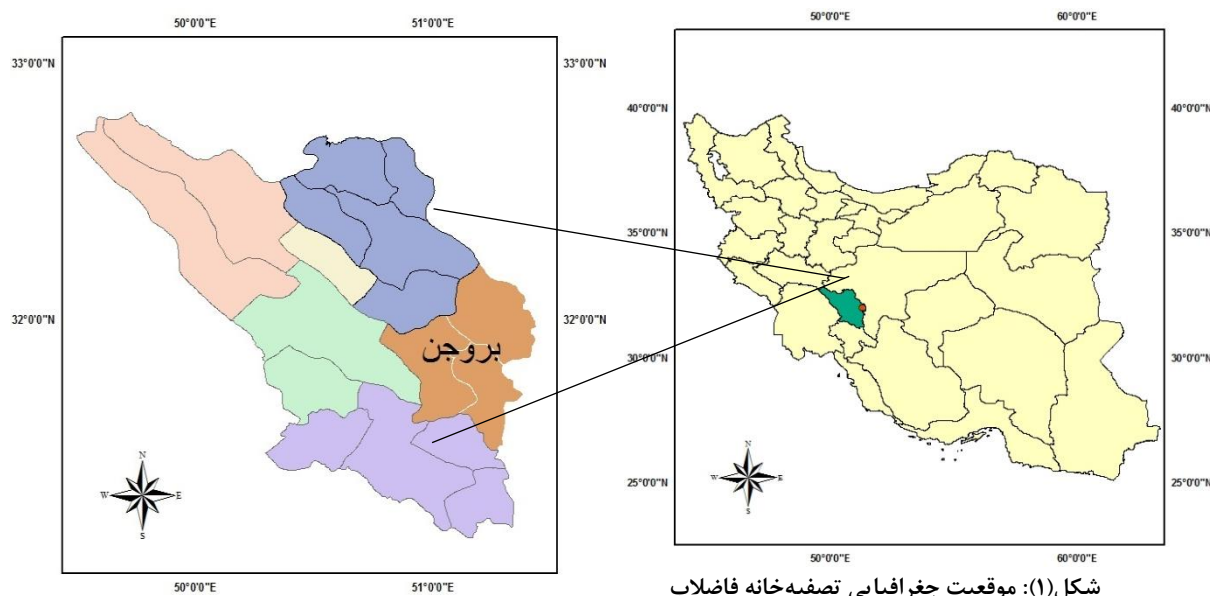 50°0'0"E 51°0'0"E
50°0'0"E 60°0'0"E
33°0'0"N 33°0'0"N
40°0'0"N 40°0'0"N
35°0'0"N 35°0'0"N
32°0'0"N 32°0'0"N
بروجن
30°0'0"N 30°0'0"N
25°0'0"N 25°0'0"N
N
W E
S
N
W E
S
50°0'0"E 51°0'0"E
50°0'0"E 60°0'0"E
شکل(۱): موقعیت جغرافیایی تصفیه‌خانه فاضلاب